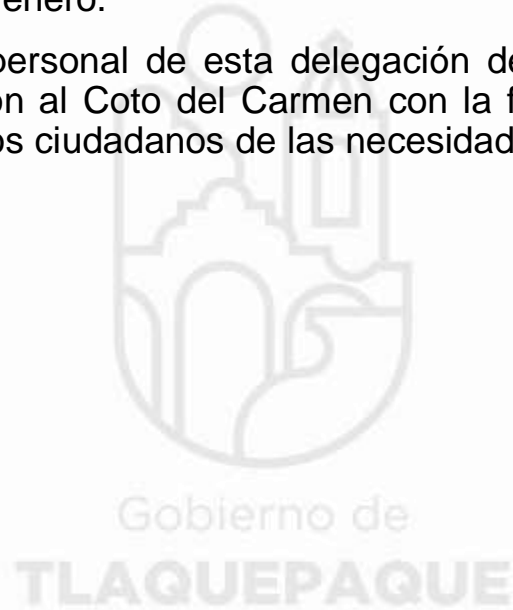 enero.
personal de esta delegación de
ón al Coto del Carmen con la f
os ciudadanos de las necesidad
Gobierno de
TLAQUEPAQUE